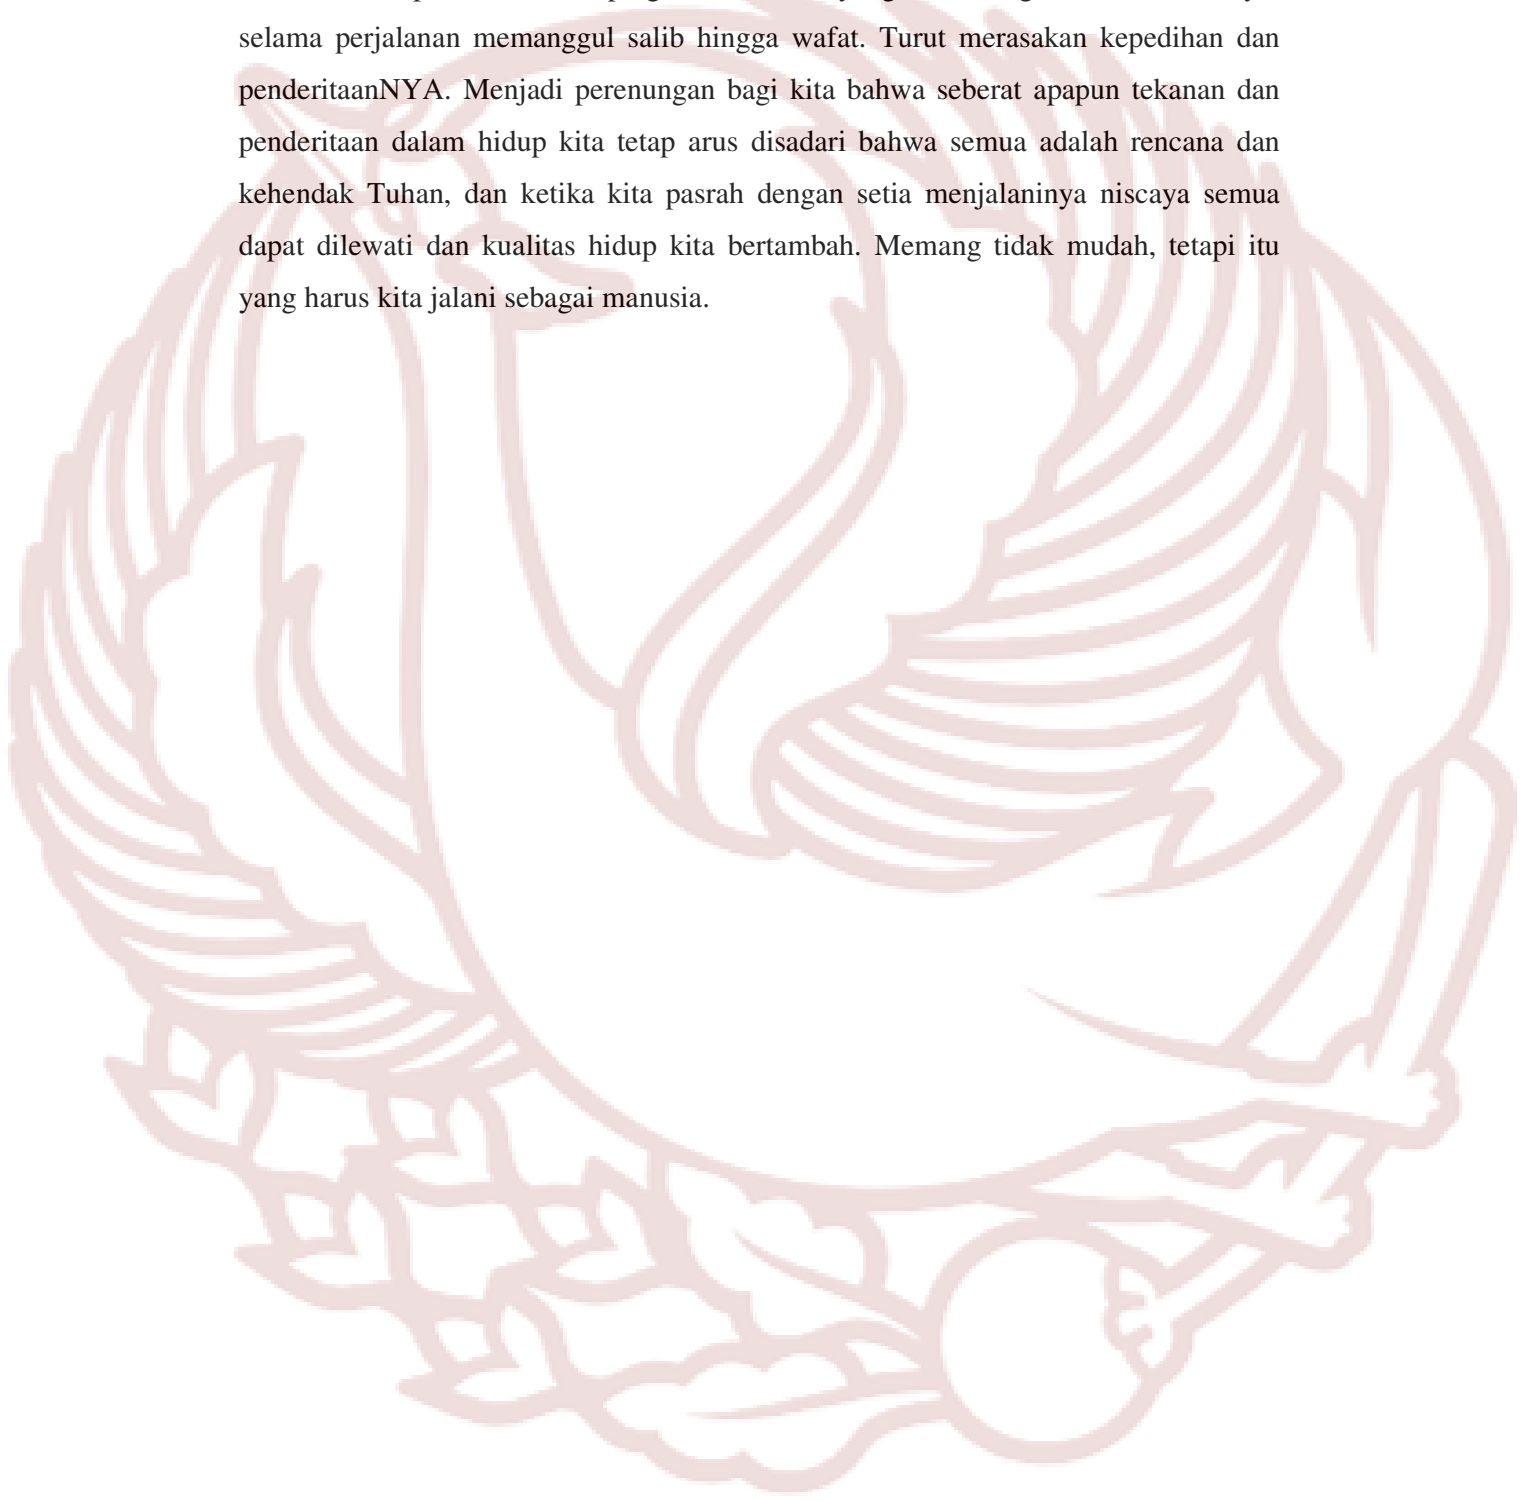 selama perjalanan memanggul salib hingga wafat. Turut merasakan kepedihan dan
penderitaanNYA. Menjadi perenungan bagi kita bahwa seberat apapun tekanan dan
penderitaan dalam hidup kita tetap arus disadari bahwa semua adalah rencana dan
kehendak Tuhan, dan ketika kita pasrah dengan setia menjalaninya niscaya semua
dapat dilewati dan kualitas hidup kita bertambah. Memang tidak mudah, tetapi itu
yang harus kita jalani sebagai manusia.